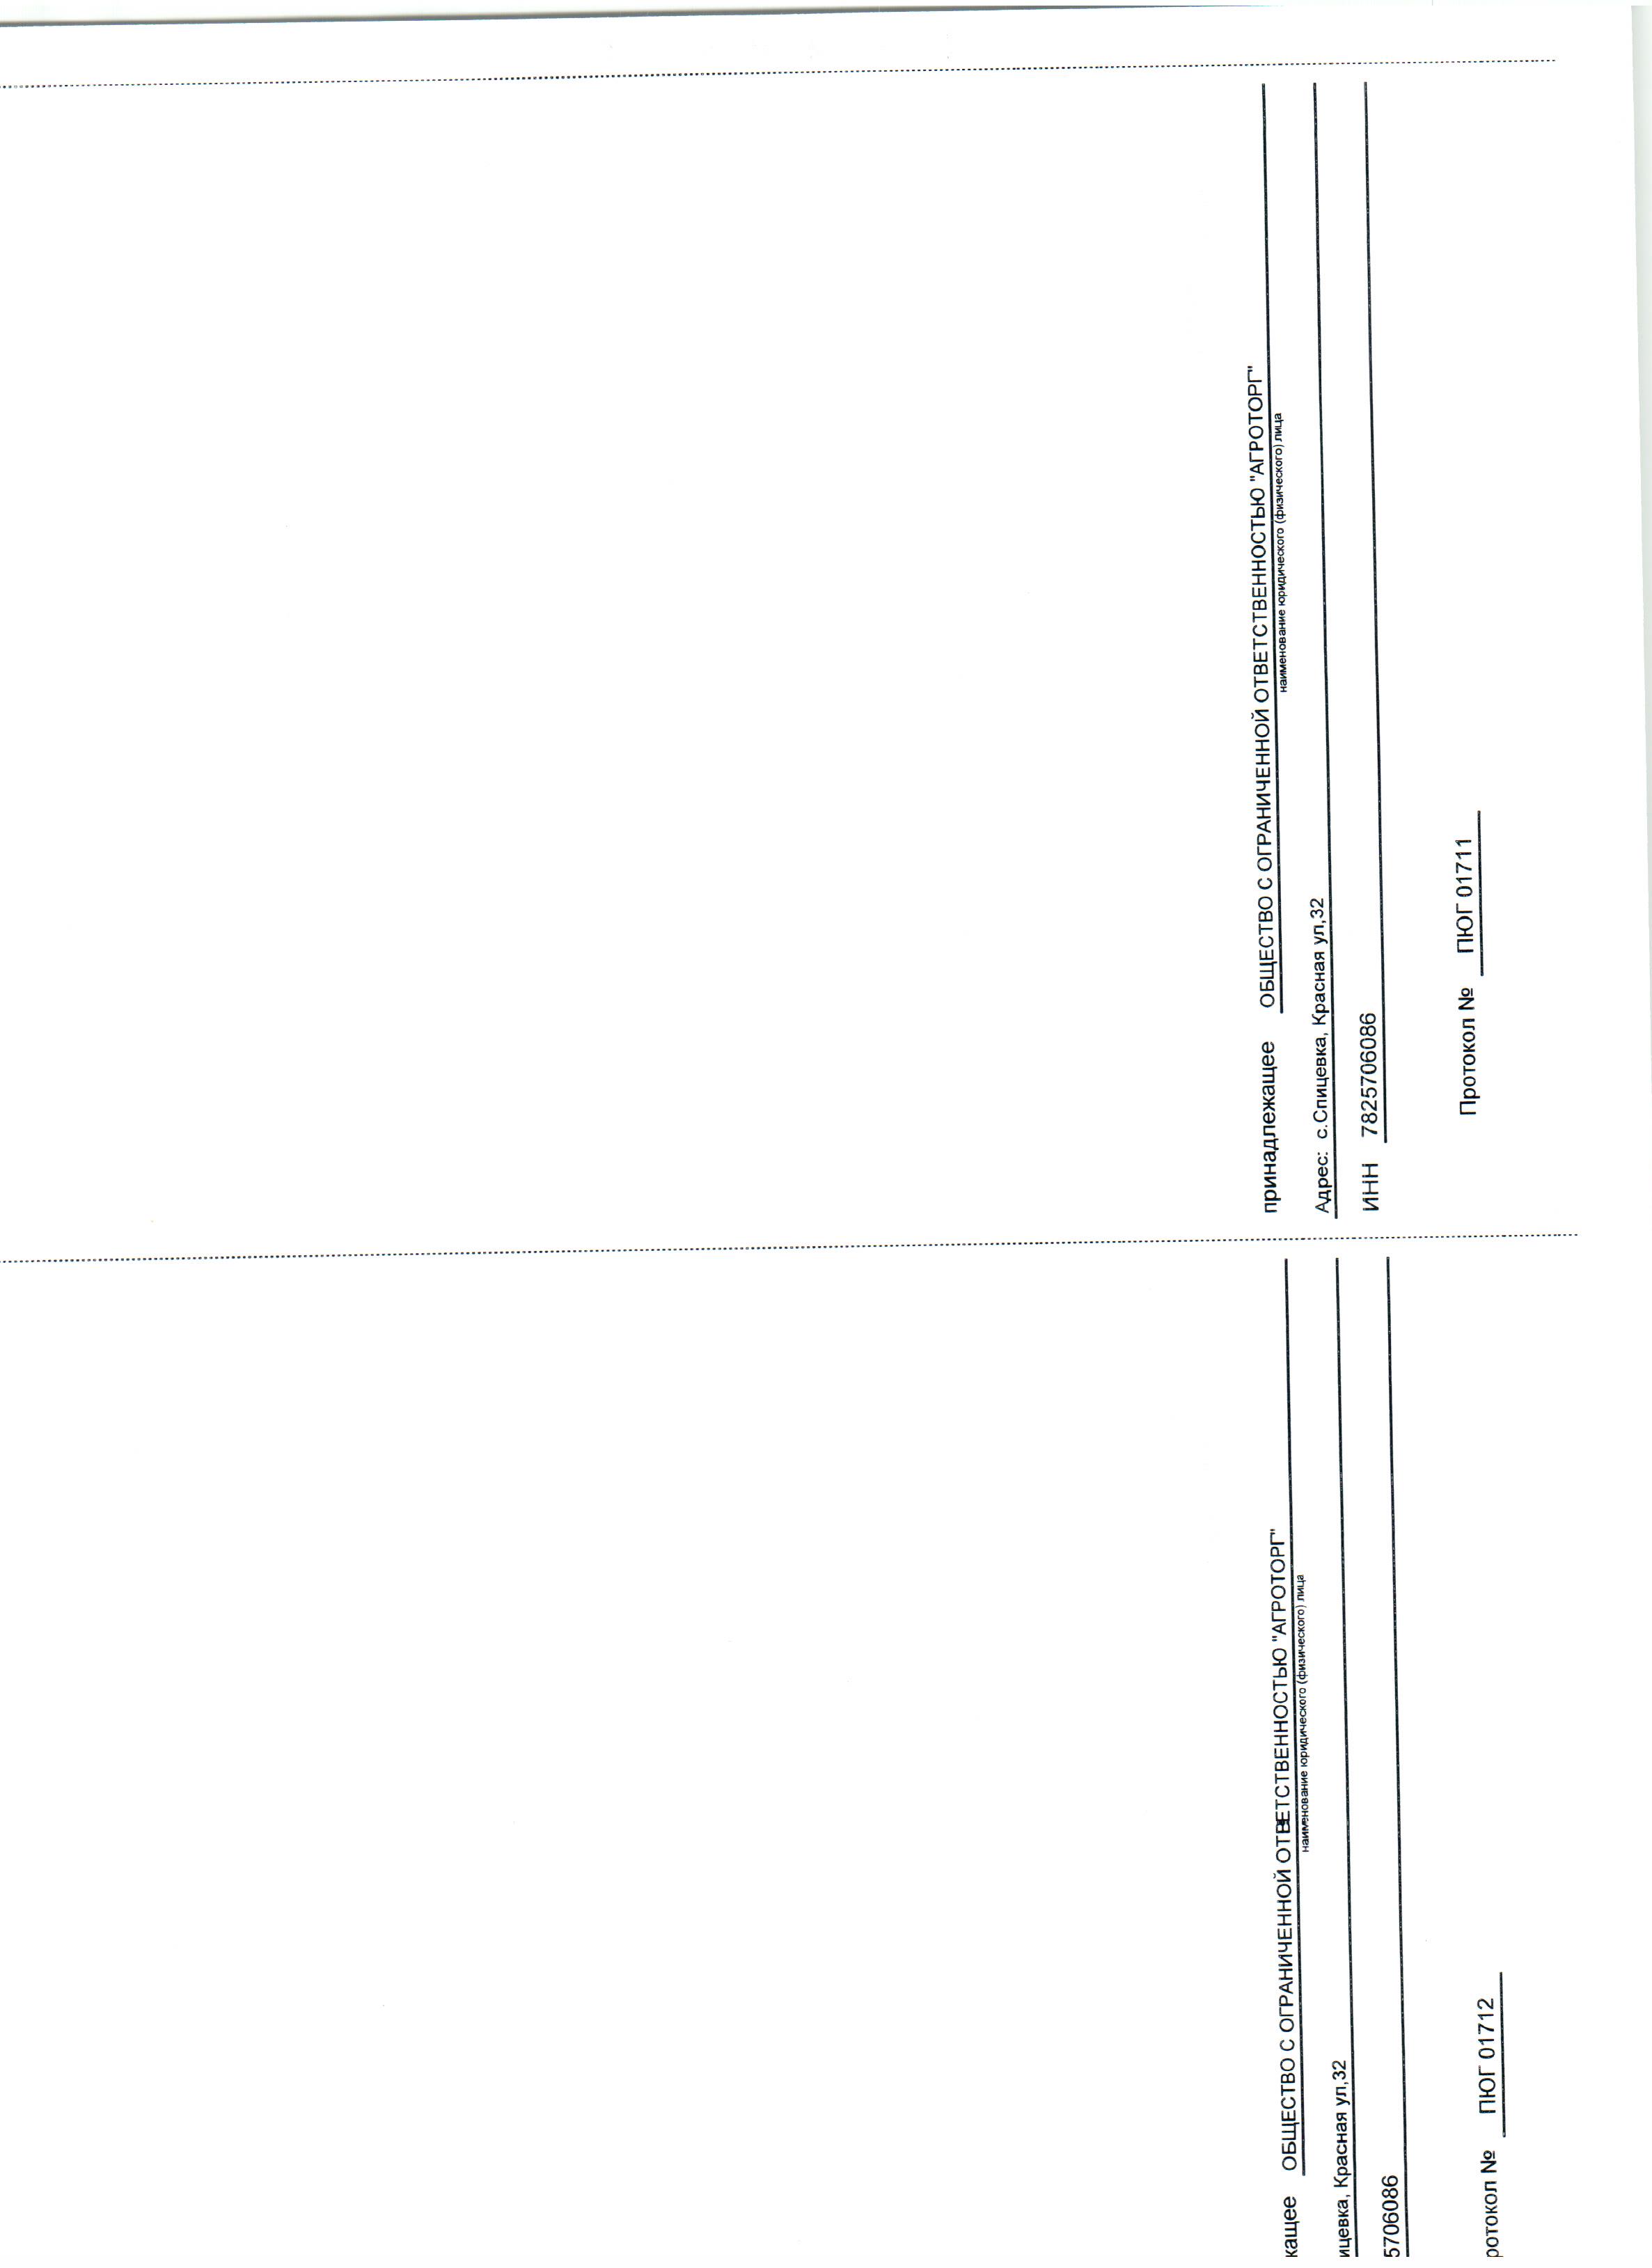 кащее ОБЩЕСТВО С ОГРАНИЧЕННОЙ ОТВЕТСТВЕННОСТЬЮ "АГРОТОРГ"
наименование юридического (физического) лица
ицевка, Красная ул,32
5706086
ротокол № ПЮГ 01712
принадлежащее ОБЩЕСТВО С ОГРАНИЧЕННОЙ ОТВЕТСТВЕННОСТЬЮ "АГРОТОРГ"
наименование юридического (физического) лица
Адрес: с.Спицевка, Красная ул,32
ИНН 7825706086
Протокол № ПЮГ 01711